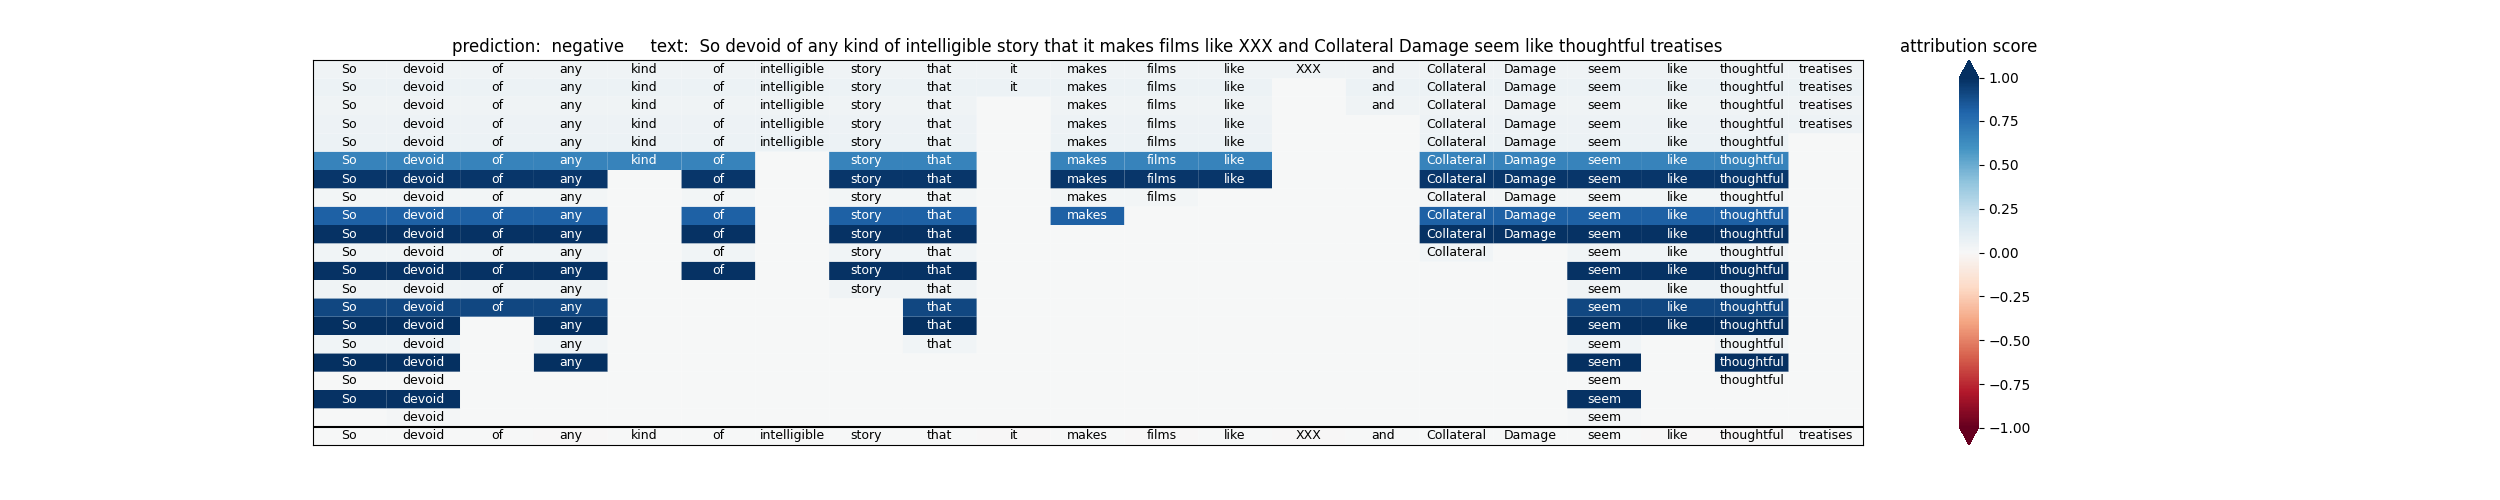 prediction: negative text: So devoid of any kind of intelligible story that it makes films like XXX and Collateral Damage seem like thoughtful treatises
attribution score
So devoid of any kind of intelligible story that it makes films like XXX and Collateral Damage seem like thoughtful treatises
So devoid of any kind of intelligible story that it makes films like and Collateral Damage seem like thoughtful treatises
So devoid of any kind of intelligible story that makes films like and Collateral Damage seem like thoughtful treatises
So devoid of any kind of intelligible story that makes films like Collateral Damage seem like thoughtful treatises
So devoid of any kind of intelligible story that makes films like Collateral Damage seem like thoughtful
So devoid of any kind of story that makes films like Collateral Damage seem like thoughtful
So devoid of any of story that makes films like Collateral Damage seem like thoughtful
So devoid of any of story that makes films Collateral Damage seem like thoughtful
So devoid of any of story that makes Collateral Damage seem like thoughtful
So devoid of any of story that Collateral Damage seem like thoughtful
So devoid of any of story that Collateral seem like thoughtful
So devoid of any of story that seem like thoughtful
So devoid of any story that seem like thoughtful
So devoid of any that seem like thoughtful
So devoid any that seem like thoughtful
So devoid any that seem thoughtful
So devoid any seem thoughtful
So devoid seem thoughtful
So devoid seem
devoid seem
So devoid of any kind of intelligible story that it makes films like XXX and Collateral Damage seem like thoughtful treatises
1.00
0.75
0.50
0.25
0.00
−0.25
−0.50
−0.75
−1.00